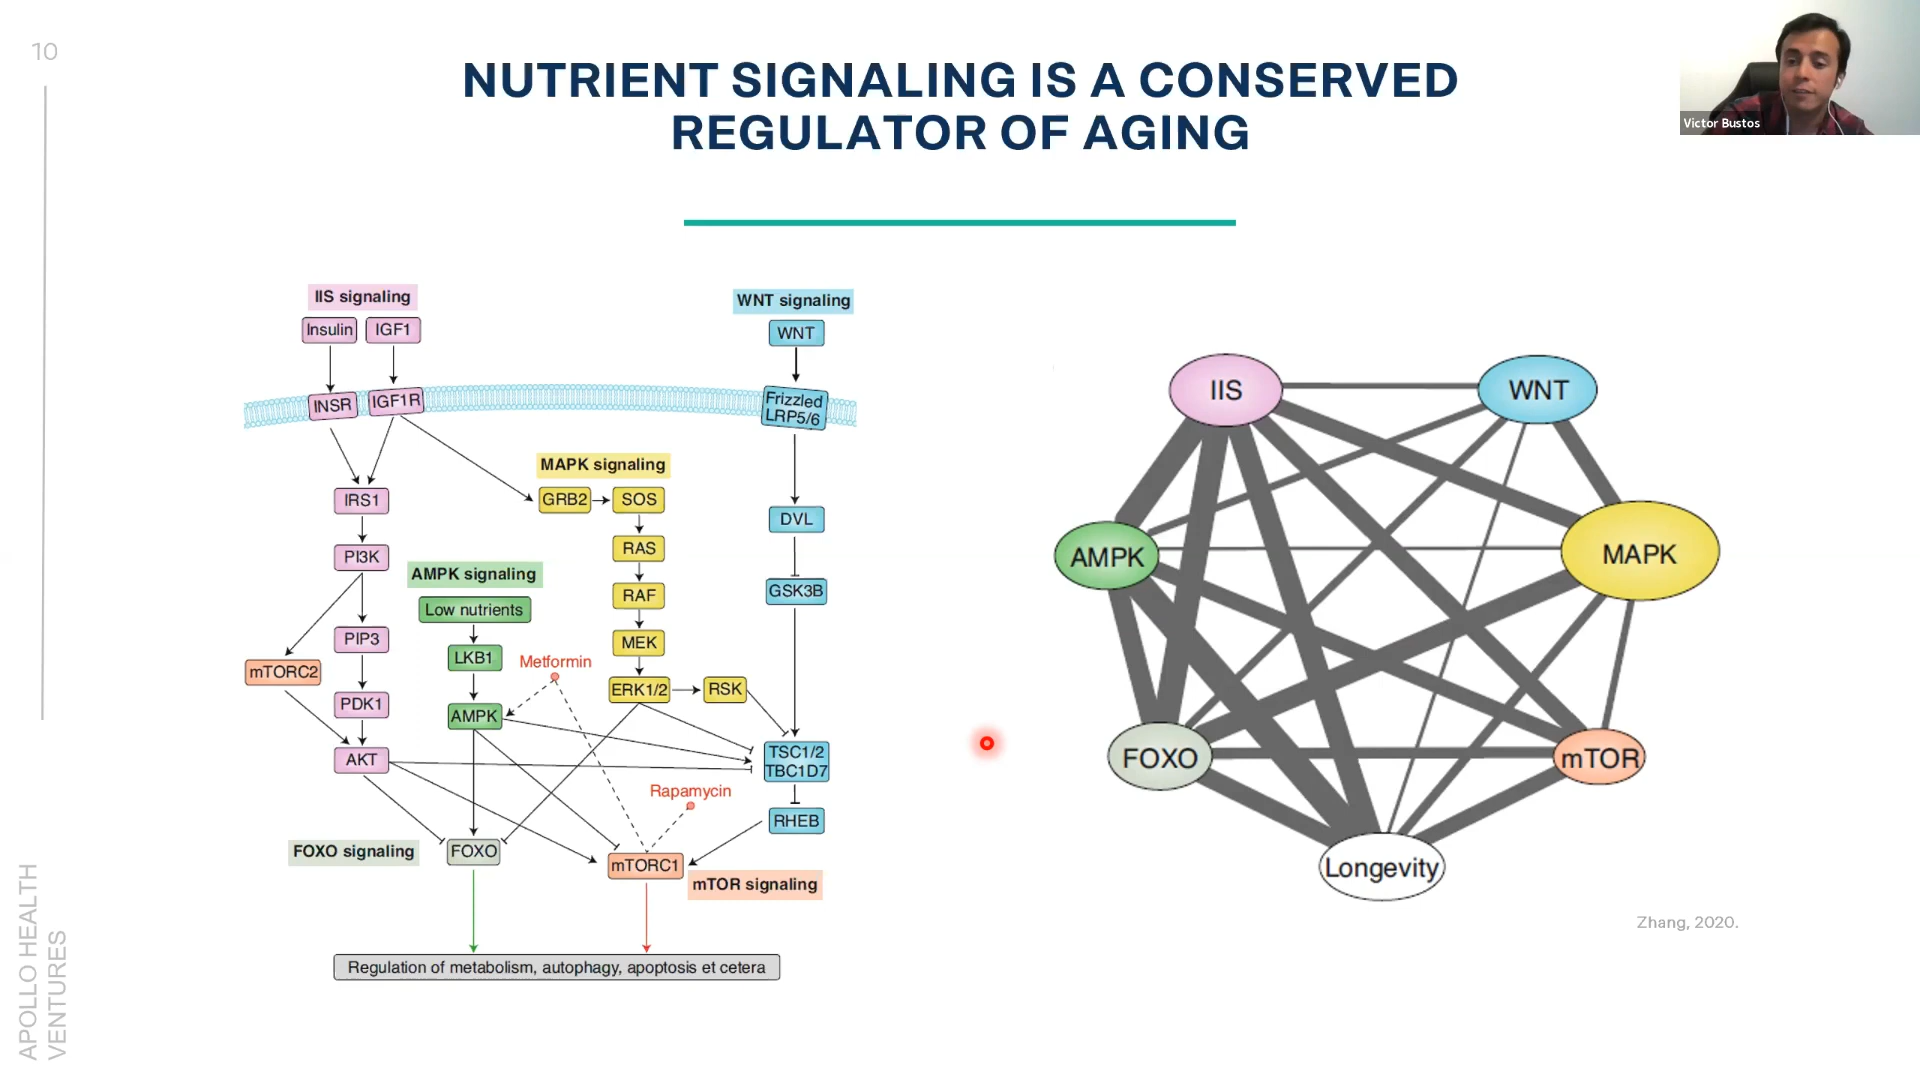 10
NUTRIENT SIGNALING IS A CONSERVED
REGULATOR OF AGING
Victor Bustos
IIS signaling
Insulin
IGF1
INSR
IGF1R
IRS1
PI3K
PIP3
mTORC2
PDK1
AKT
AMPK signaling
Low nutrients
LKB1
AMPK
Metformin
MAPK signaling
GRB2
SOS
RAS
RAF
MEK
ERK1/2
RSK
WNT signaling
WNT
Frizzled
LRP5/6
DVL
GSK3B
TSC1/2
TBC1D7
RHEB
Rapamycin
FOXO signaling
FOXO
mTORC1
mTOR signaling
Regulation of metabolism, autophagy, apoptosis et cetera
IIS
WNT
AMPK
MAPK
FOXO
mTOR
Longevity
Zhang, 2020.
APOLLO HEALTH
VENTURES